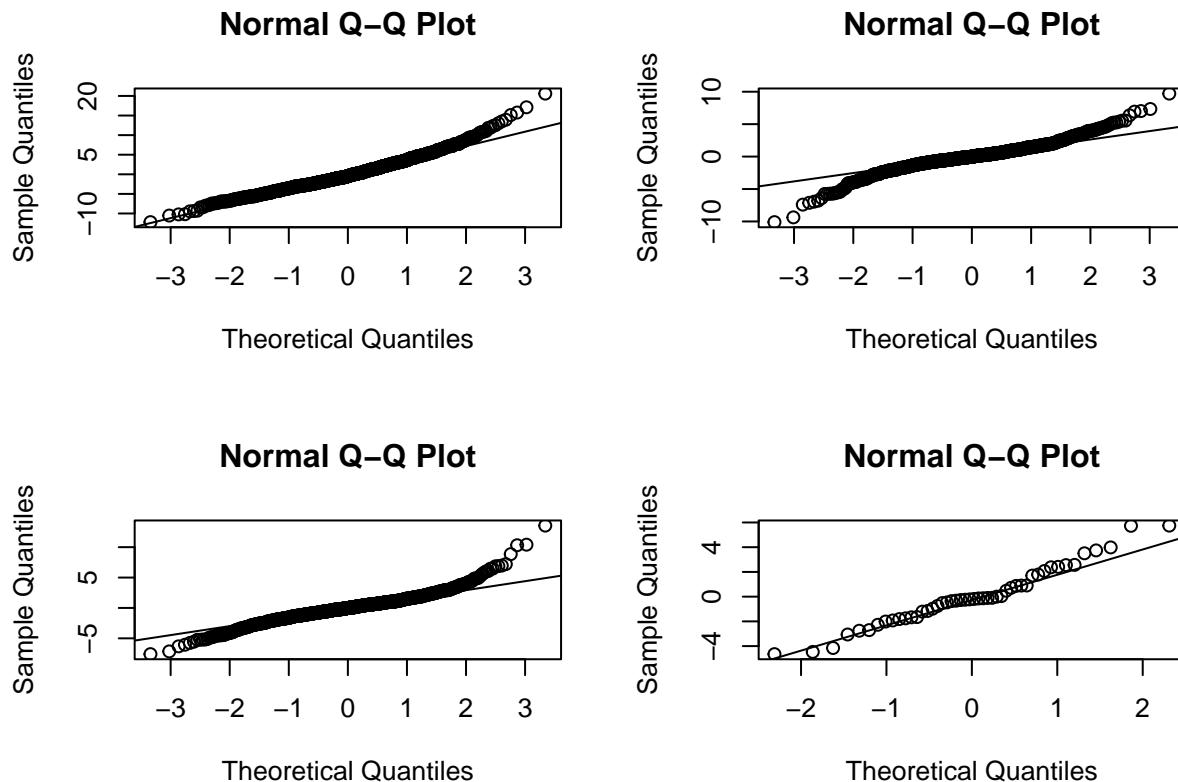 Normal Q−Q Plot
Sample Quantiles
20
5
−10
−3 −2 −1 0 1 2 3
Theoretical Quantiles
Normal Q−Q Plot
Sample Quantiles
10
0
−10
−3 −2 −1 0 1 2 3
Theoretical Quantiles
Normal Q−Q Plot
Sample Quantiles
5
−5
−3 −2 −1 0 1 2 3
Theoretical Quantiles
Normal Q−Q Plot
Sample Quantiles
4
0
−4
−2 −1 0 1 2
Theoretical Quantiles